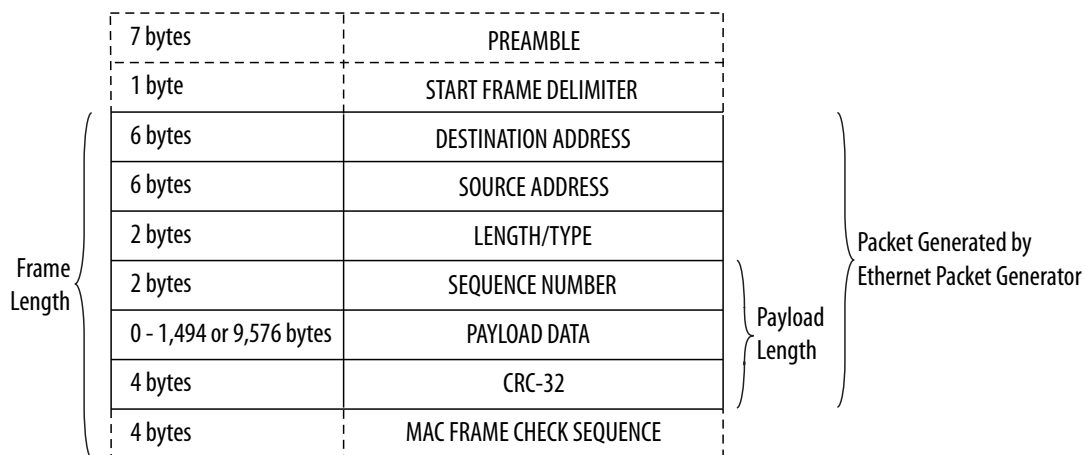 7 bytes PREAMBLE
1 byte START FRAME DELIMITER
6 bytes DESTINATION ADDRESS
6 bytes SOURCE ADDRESS
2 bytes LENGTH/TYPE
2 bytes SEQUENCE NUMBER
0 - 1,494 or 9,576 bytes PAYLOAD DATA
4 bytes CRC-32
4 bytes MAC FRAME CHECK SEQUENCE
Frame
Length
Payload
Length
Packet Generated by
Ethernet Packet Generator